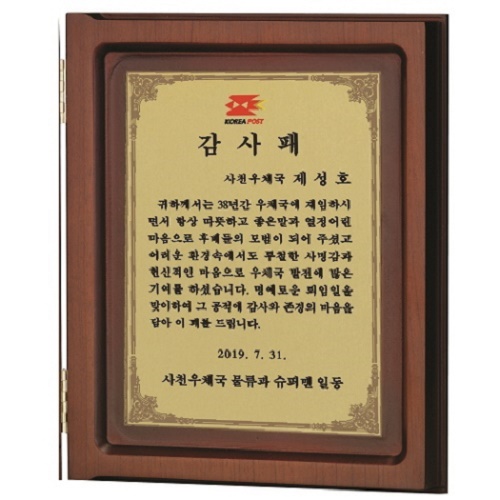 KOREA POST
감사패
사천우체국 제성호
귀하께서는 38년간 우체국에 재임하시
면서 항상 따뜻하고 좋은말과 열정어린
마음으로 후배들의 모범이 되어 주셨고
어려운 환경속에서도 투철한 사명감과
헌신적인 마음으로 우체국 발전에 많은
기여를 하셨습니다. 명예로운 퇴임일을
맞이하여 그 공적에 감사와 존경의 마음을
담아 이 패를 드립니다.
2019. 7. 31.
사천우체국 물류과 슈퍼맨 일동